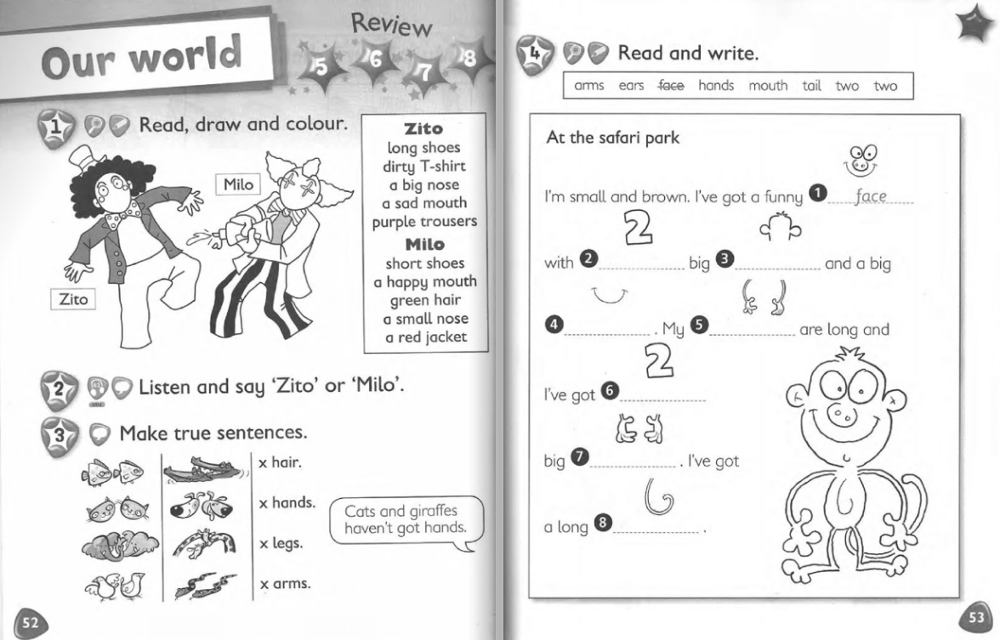 Our world
Review
5 6 7 8
1 Read, draw and colour.
Zito
Milo
Zito
long shoes
dirty T-shirt
a big nose
a sad mouth
purple trousers
Milo
short shoes
a happy mouth
green hair
a small nose
a red jacket
2 Listen and say ‘Zito’ or ‘Milo’.
3 Make true sentences.
x hair.
x hands.
x legs.
x arms.
Cats and giraffes
haven't got hands.
52
4 Read and write.
arms ears face hands mouth tail two two
At the safari park
I'm small and brown. I've got a funny 1 face
2
with 2 big 3 and a big
4 . My 5 are long and
2
I've got 6
big 7 . I've got
a long 8 .
53